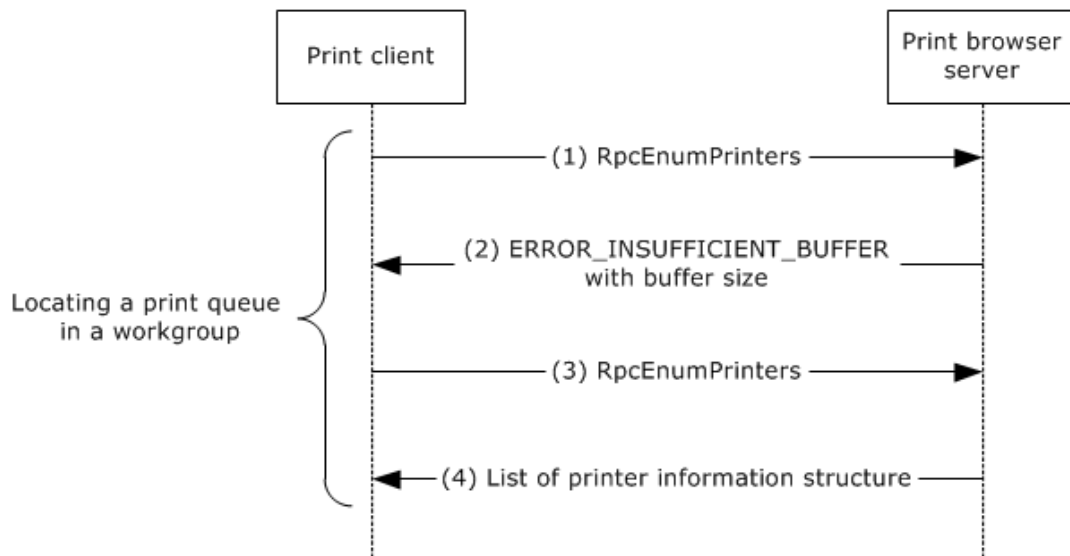 Print client
Print browser
server
(1) RpcEnumPrinters
(2) ERROR_INSUFFICIENT_BUFFER
with buffer size
Locating a print queue
in a workgroup
(3) RpcEnumPrinters
(4) List of printer information structure